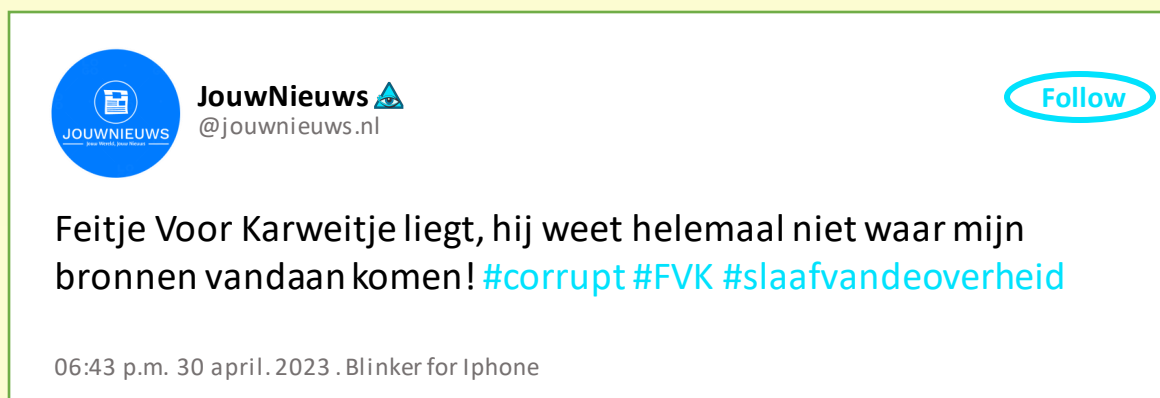 JouwNieuws
@jouwnieuws.nl
Follow
JOUWNIEUWS
Jouw Wereld, jouw Nieuws
Feitje Voor Karweitje liegt, hij weet helemaal niet waar mijn
bronnen vandaan komen! #corrupt #FVK #slaafvandeoverheid
06:43 p.m. 30 april. 2023 . Blinker for Iphone